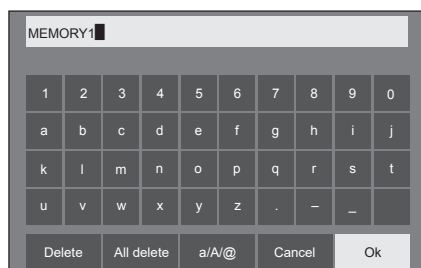 MEMORY1
1 2 3 4 5 6 7 8 9 0
a b c d e f g h i j
k l m n o p q r s t
u v w x y z . – _
Delete All delete a/A/@ Cancel Ok